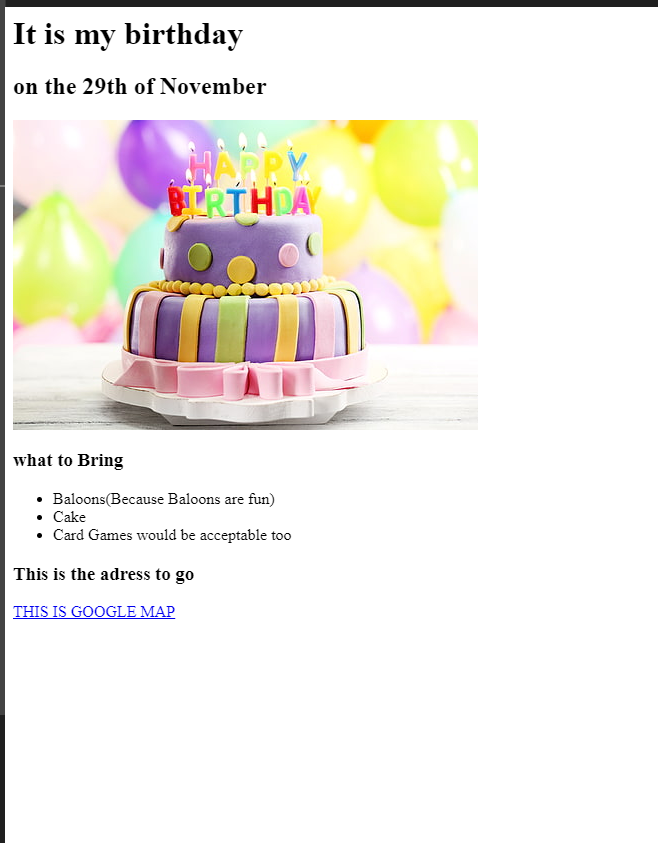 It is my birthday
on the 29th of November
HAPPY
BIRTHDAY
what to Bring
Baloons(Because Baloons are fun)
Cake
Card Games would be acceptable too
This is the adress to go
THIS IS GOOGLE MAP